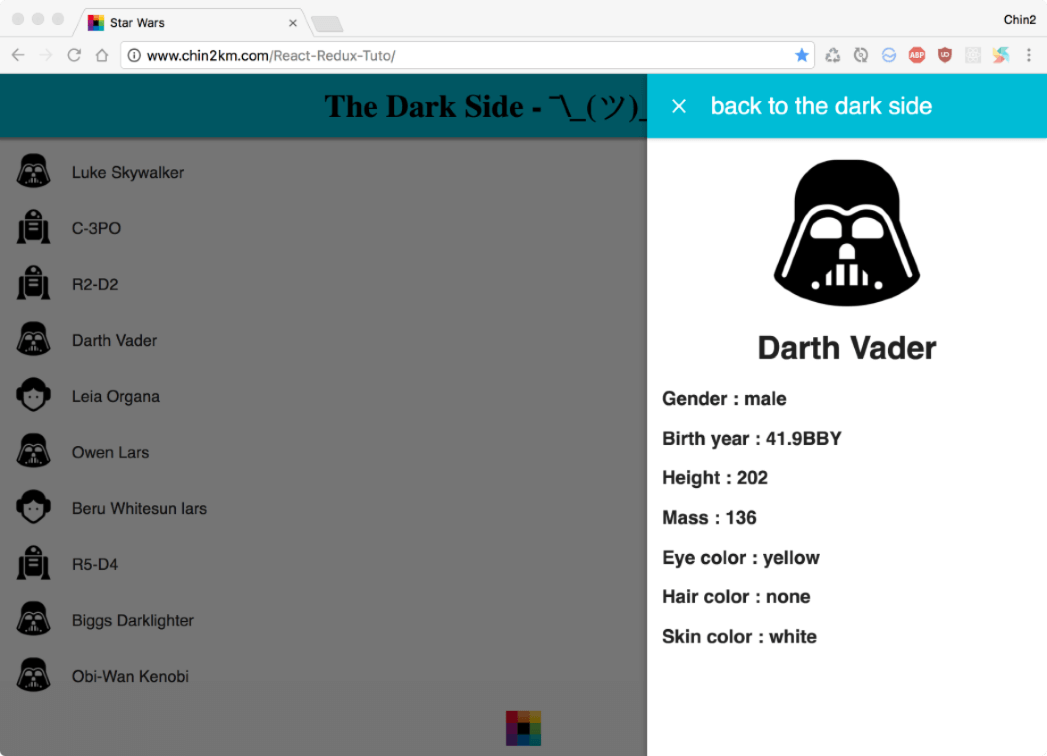 Star Wars
Chin2
www.chin2km.com/React-Redux-Tuto/
ABP
UD
The Dark Side - ¯\_(ツ)_
back to the dark side
Luke Skywalker
C-3PO
R2-D2
Darth Vader
Leia Organa
Owen Lars
Beru Whitesun lars
R5-D4
Biggs Darklighter
Obi-Wan Kenobi
Darth Vader
Gender : male
Birth year : 41.9BBY
Height : 202
Mass : 136
Eye color : yellow
Hair color : none
Skin color : white